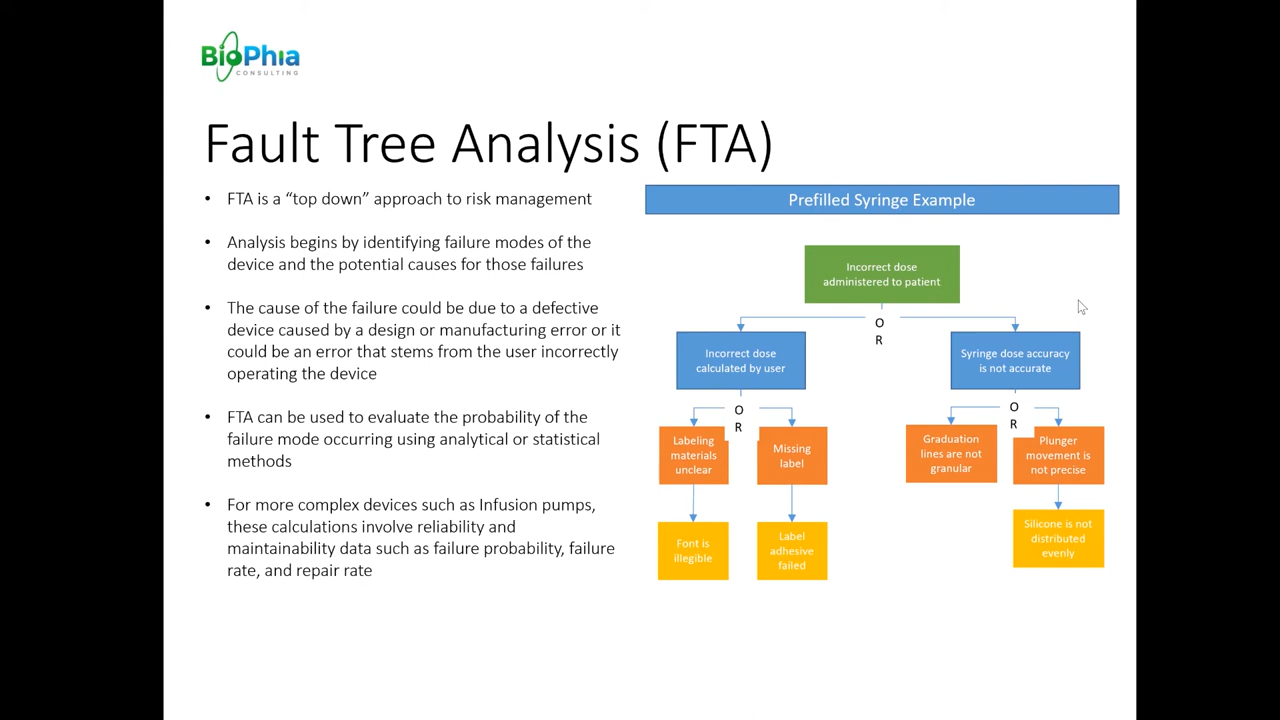 BioPhia
CONSULTING
Fault Tree Analysis (FTA)
• FTA is a “top down” approach to risk management
• Analysis begins by identifying failure modes of the
device and the potential causes for those failures
• The cause of the failure could be due to a defective
device caused by a design or manufacturing error or it
could be an error that stems from the user incorrectly
operating the device
• FTA can be used to evaluate the probability of the
failure mode occurring using analytical or statistical
methods
• For more complex devices such as Infusion pumps,
these calculations involve reliability and
maintainability data such as failure probability, failure
rate, and repair rate
Prefilled Syringe Example
Incorrect dose
administered to patient
O
R
Incorrect dose
calculated by user
Syringe dose accuracy
is not accurate
O
R
O
R
Labeling
materials
unclear
Missing
label
Graduation
lines are not
granular
Plunger
movement is
not precise
Font is
illegible
Label
adhesive
failed
Silicone is not
distributed
evenly